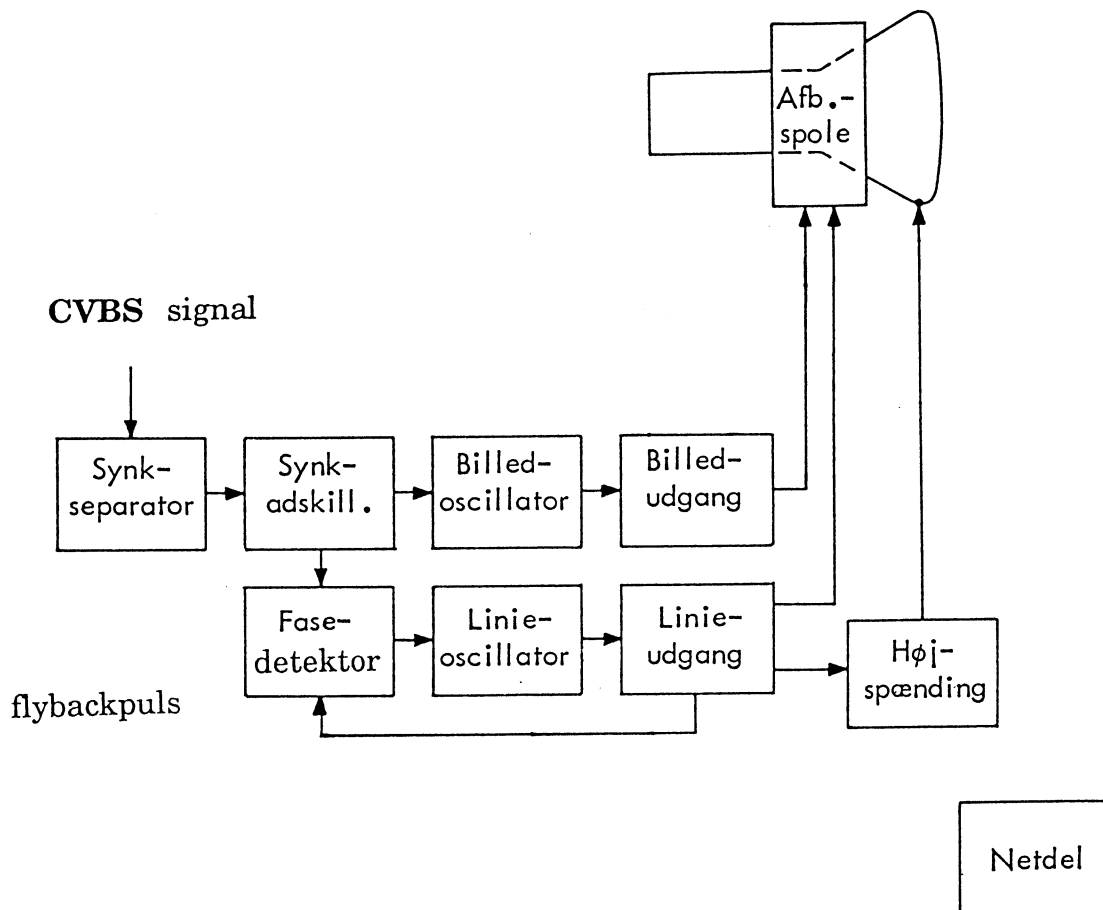 Afb.-
spole
CVBS signal
Synk-
separator
Synk-
adskill.
Billed-
oscillator
Billed-
udgang
Fase-
detektor
Linie-
oscillator
Linie-
udgang
Høj-
spænding
flybackpuls
Netdel